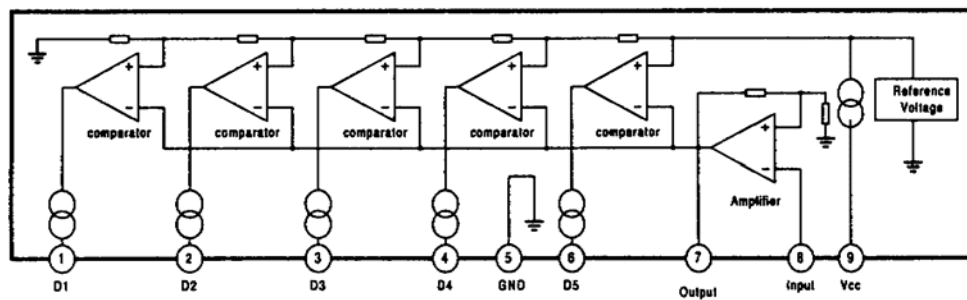 + + + + +
Reference
Voltage
- - - - -
+
comparator comparator comparator comparator comparator
-
Amplifier
1 2 3 4 5 6 7 8 9
D1 D2 D3 D4 GND D5 Output Input Vcc